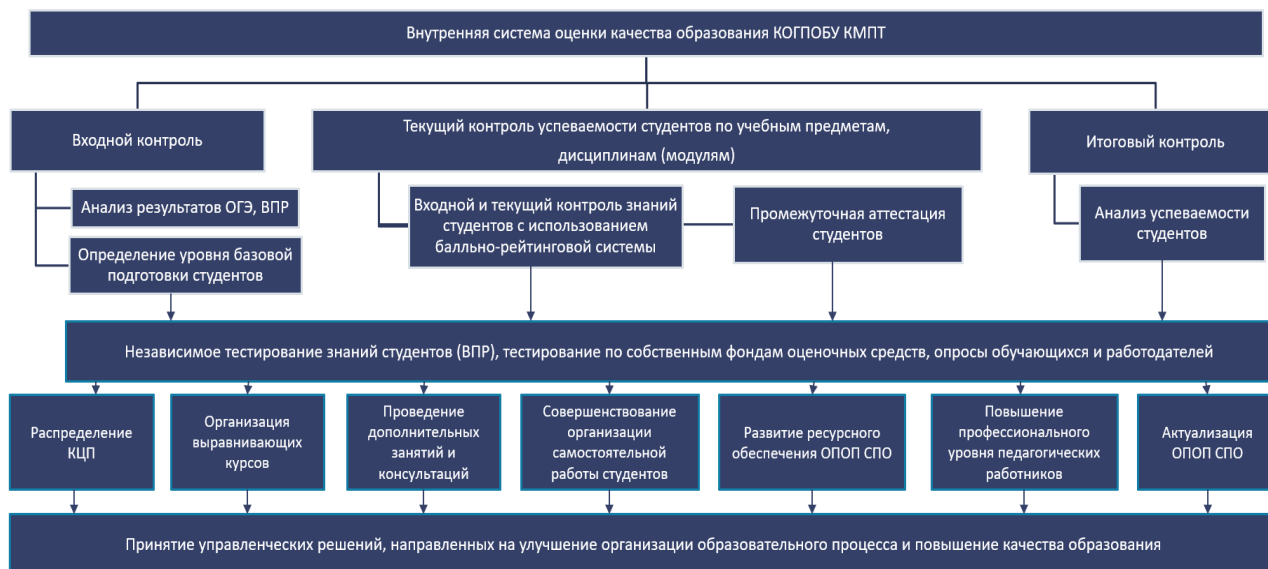 Внутренняя система оценки качества образования КОГПОБУ КМПТ
Входной контроль
Текущий контроль успеваемости студентов по учебным предметам,
дисциплинам (модулям)
Итоговый контроль
Анализ результатов ОГЭ, ВПР
Определение уровня базовой
подготовки студентов
Входной и текущий контроль знаний
студентов с использованием
балльно-рейтинговой системы
Промежуточная аттестация
студентов
Анализ успеваемости
студентов
Независимое тестирование знаний студентов (ВПР), тестирование по собственным фондам оценочных средств, опросы обучающихся и работодателей
Распределение
КЦП
Организация
выравнивающих
курсов
Проведение
дополнительных
занятий и
консультаций
Совершенствование
организации
самостоятельной
работы студентов
Развитие ресурсного
обеспечения ОПОП СПО
Повышение
профессионального
уровня педагогических
работников
Актуализация
ОПОП СПО
Принятие управленческих решений, направленных на улучшение организации образовательного процесса и повышение качества образования